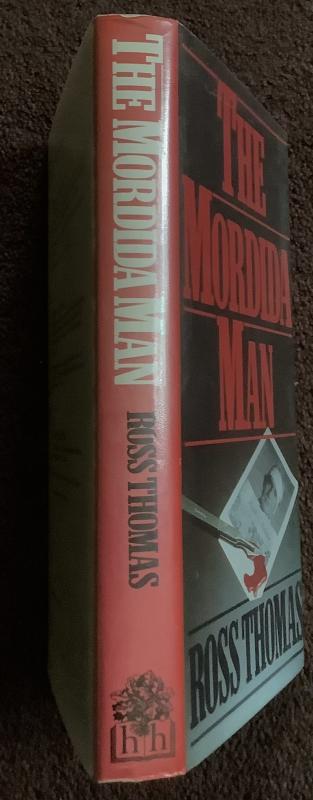 THE MORDIDA MAN
ROSS THOMAS
hh
THE
MORDIDA
MAN
ROSS THOMAS